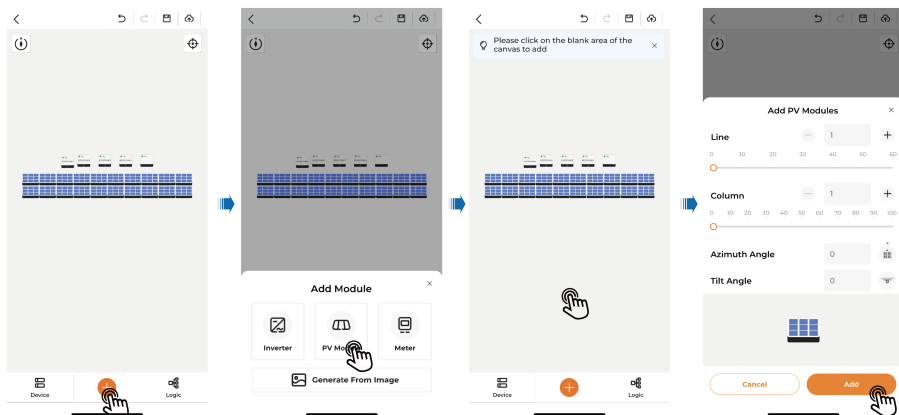 Device
Logic
Add Module
Inverter
Meter
Generate From Image
Please click on the blank area of the
canvas to add
Device
Logic
Add PV Modules
Line
1
0 10 20 30 40 50 60
Column
1
0 10 20 30 40 50 60 70 80 90 100
Azimuth Angle
0
Tilt Angle
0
Cancel
Add